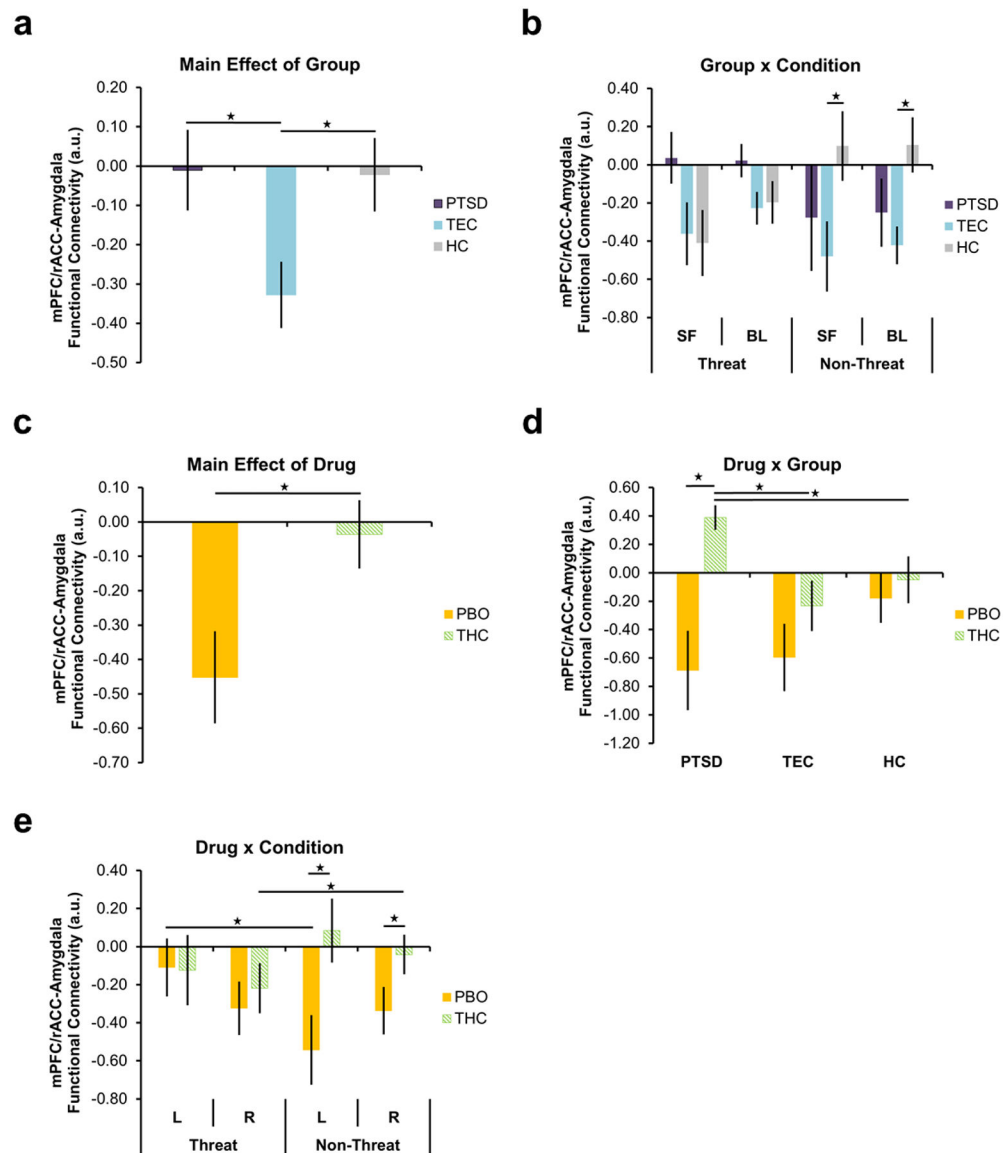 a
Main Effect of Group
mPFC/rACC-Amygdala
Functional Connectivity (a.u.)
0.20
0.10
0.00
-0.10
-0.20
-0.30
-0.40
-0.50
★
★
PTSD
TEC
HC
b
Group x Condition
mPFC/rACC-Amygdala
Functional Connectivity (a.u.)
0.40
0.20
0.00
-0.20
-0.40
-0.60
-0.80
★
★
PTSD
TEC
HC
SF BL SF BL
Threat Non-Threat
c
Main Effect of Drug
mPFC/rACC-Amygdala
Functional Connectivity (a.u.)
0.10
0.00
-0.10
-0.20
-0.30
-0.40
-0.50
-0.60
-0.70
★
PBO
THC
d
Drug x Group
mPFC/rACC-Amygdala
Functional Connectivity (a.u.)
0.60
0.40
0.20
0.00
-0.20
-0.40
-0.60
-0.80
-1.00
-1.20
★
★
★
PBO
THC
PTSD TEC HC
e
Drug x Condition
mPFC/rACC-Amygdala
Functional Connectivity (a.u.)
0.40
0.20
0.00
-0.20
-0.40
-0.60
-0.80
★
★
★
★
PBO
THC
L R L R
Threat Non-Threat